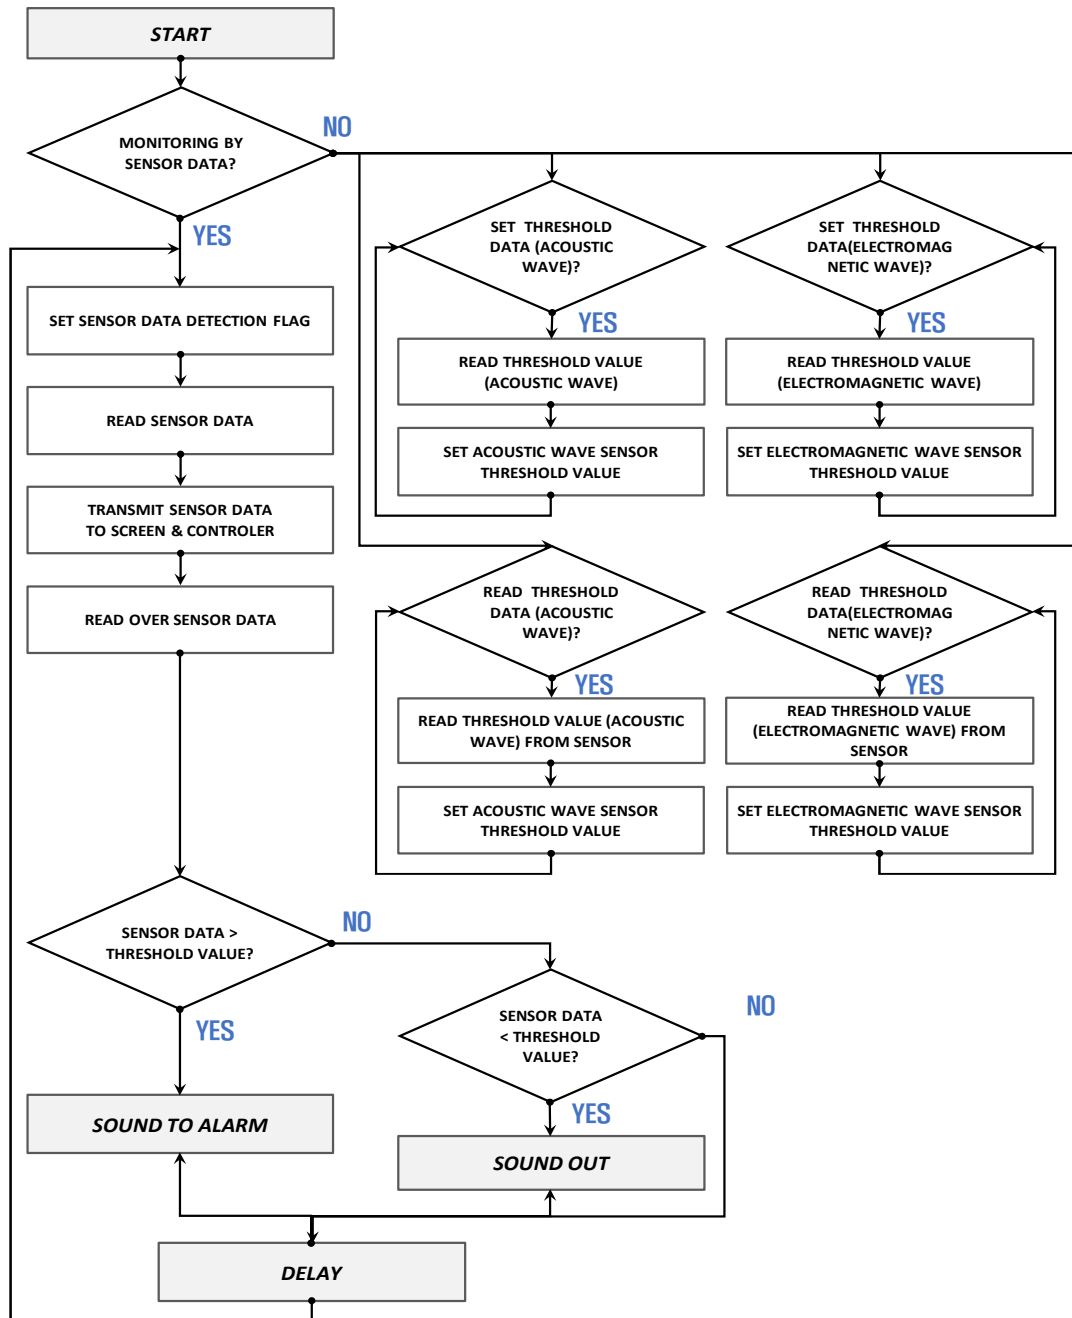 START
MONITORING BY
SENSOR DATA?
NO
YES
SET THRESHOLD
DATA (ACOUSTIC
WAVE)?
SET THRESHOLD
DATA(ELECTROMAG
NETIC WAVE)?
SET SENSOR DATA DETECTION FLAG
YES
YES
READ THRESHOLD VALUE
(ACOUSTIC WAVE)
READ THRESHOLD VALUE
(ELECTROMAGNETIC WAVE)
READ SENSOR DATA
SET ACOUSTIC WAVE SENSOR
THRESHOLD VALUE
SET ELECTROMAGNETIC WAVE SENSOR
THRESHOLD VALUE
TRANSMIT SENSOR DATA
TO SCREEN & CONTROLER
READ OVER SENSOR DATA
READ THRESHOLD
DATA (ACOUSTIC
WAVE)?
READ THRESHOLD
DATA(ELECTROMAG
NETIC WAVE)?
YES
YES
READ THRESHOLD VALUE (ACOUSTIC
WAVE) FROM SENSOR
READ THRESHOLD VALUE
(ELECTROMAGNETIC WAVE) FROM
SENSOR
SET ACOUSTIC WAVE SENSOR
THRESHOLD VALUE
SET ELECTROMAGNETIC WAVE SENSOR
THRESHOLD VALUE
SENSOR DATA >
THRESHOLD VALUE?
NO
YES
SENSOR DATA
< THRESHOLD
VALUE?
NO
YES
SOUND TO ALARM
SOUND OUT
DELAY